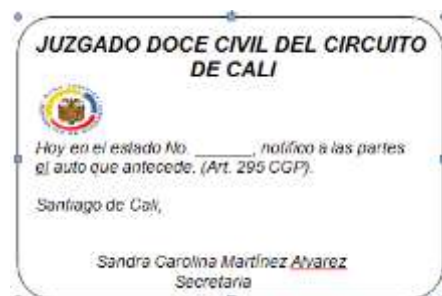 JUZGADO DOCE CIVIL DEL CIRCUITO
DE CALI
Hoy en el estado No. _______, notifico a las partes
el auto que antecede. (Art. 295 CGP).
Santiago de Cali,
Sandra Carolina Martínez Alvarez
Secretaria